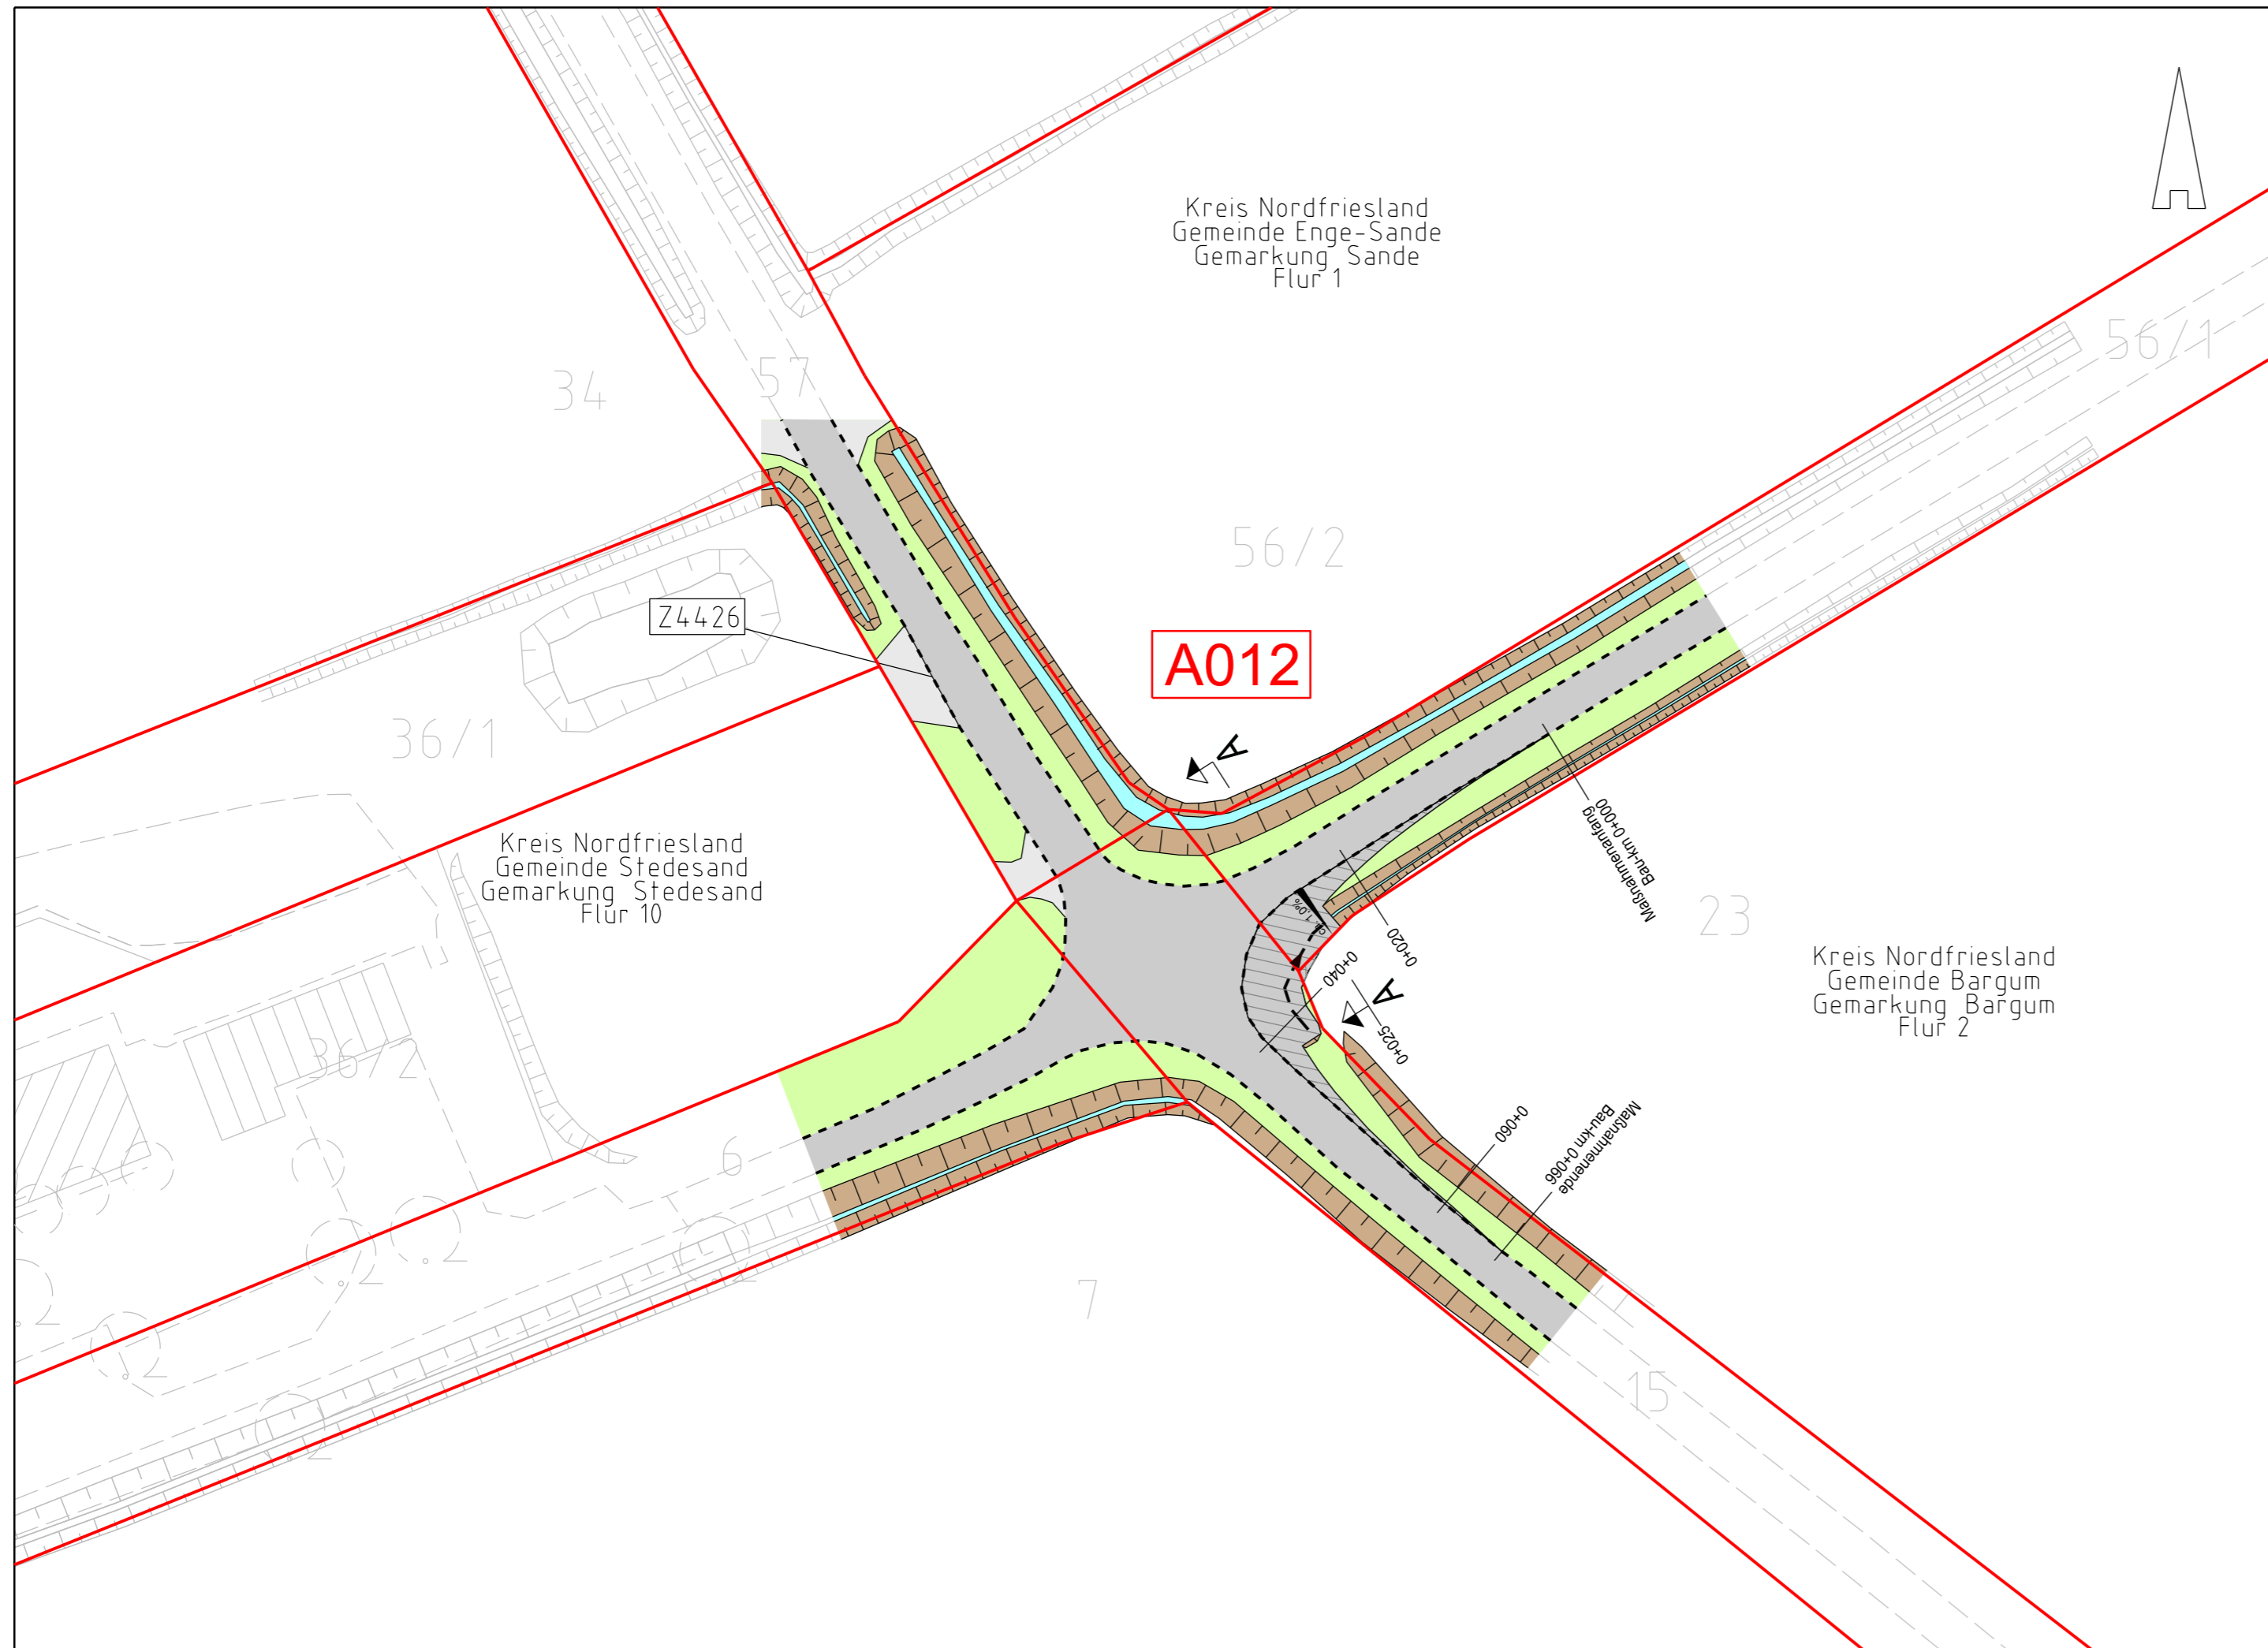 Kreis Nordfriesland
Gemeinde Enge-Sande
Gemarkung Sande
Flur 1
56/1
34
57
56/2
Z4426
A012
36/1
A
Maßnahmenanfang
Bau-km 0+000
Kreis Nordfriesland
Gemeinde Stedesand
Gemarkung Stedesand
Flur 10
23
0+020
0+040
A
0+025
Kreis Nordfriesland
Gemeinde Bargum
Gemarkung Bargum
Flur 2
36/2
6
0+060
Maßnahmenende
Bau-km 0+066
7
15